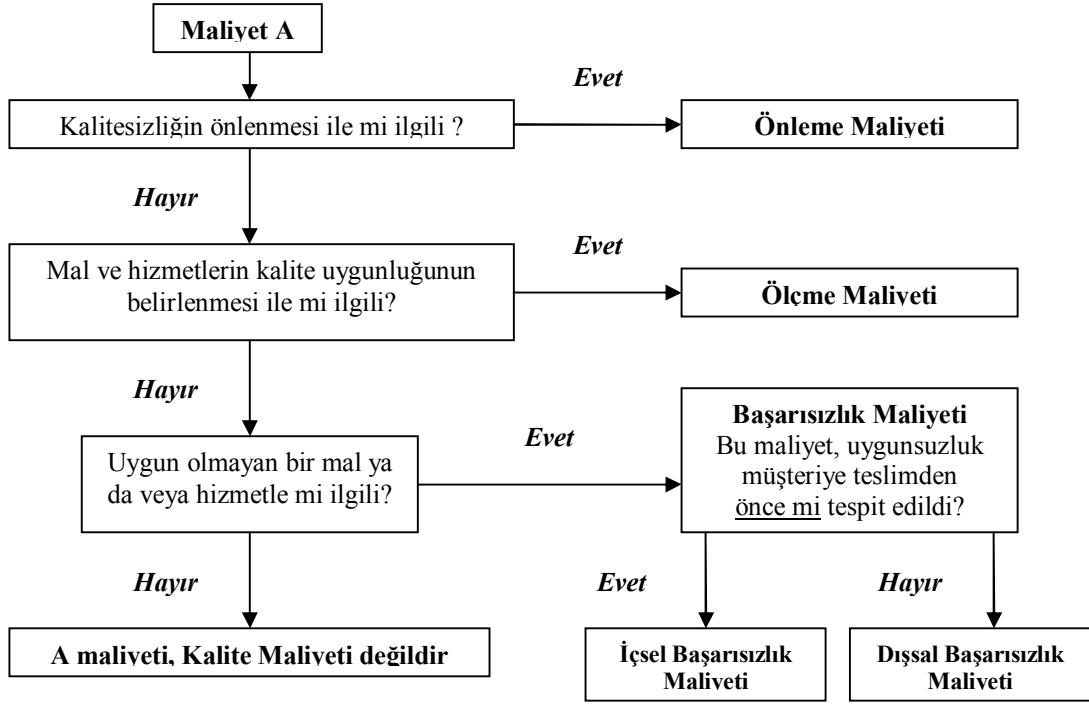 Maliyet A
Evet
Kalitesizliğin önlenmesi ile mi ilgili ?
Önleme Maliyeti
Hayır
Evet
Mal ve hizmetlerin kalite uygunluğunun
belirlenmesi ile mi ilgili?
Ölçme Maliyeti
Hayır
Evet
Uygun olmayan bir mal ya
da veya hizmetle mi ilgili?
Başarısızlık Maliyeti
Bu maliyet, uygunsuzluk
müşteriye teslimden
önce mi tespit edildi?
Hayır
Evet
Hayır
A maliyeti, Kalite Maliyeti değildir
İçsel Başarısızlık
Maliyeti
Dışsal Başarısızlık
Maliyeti